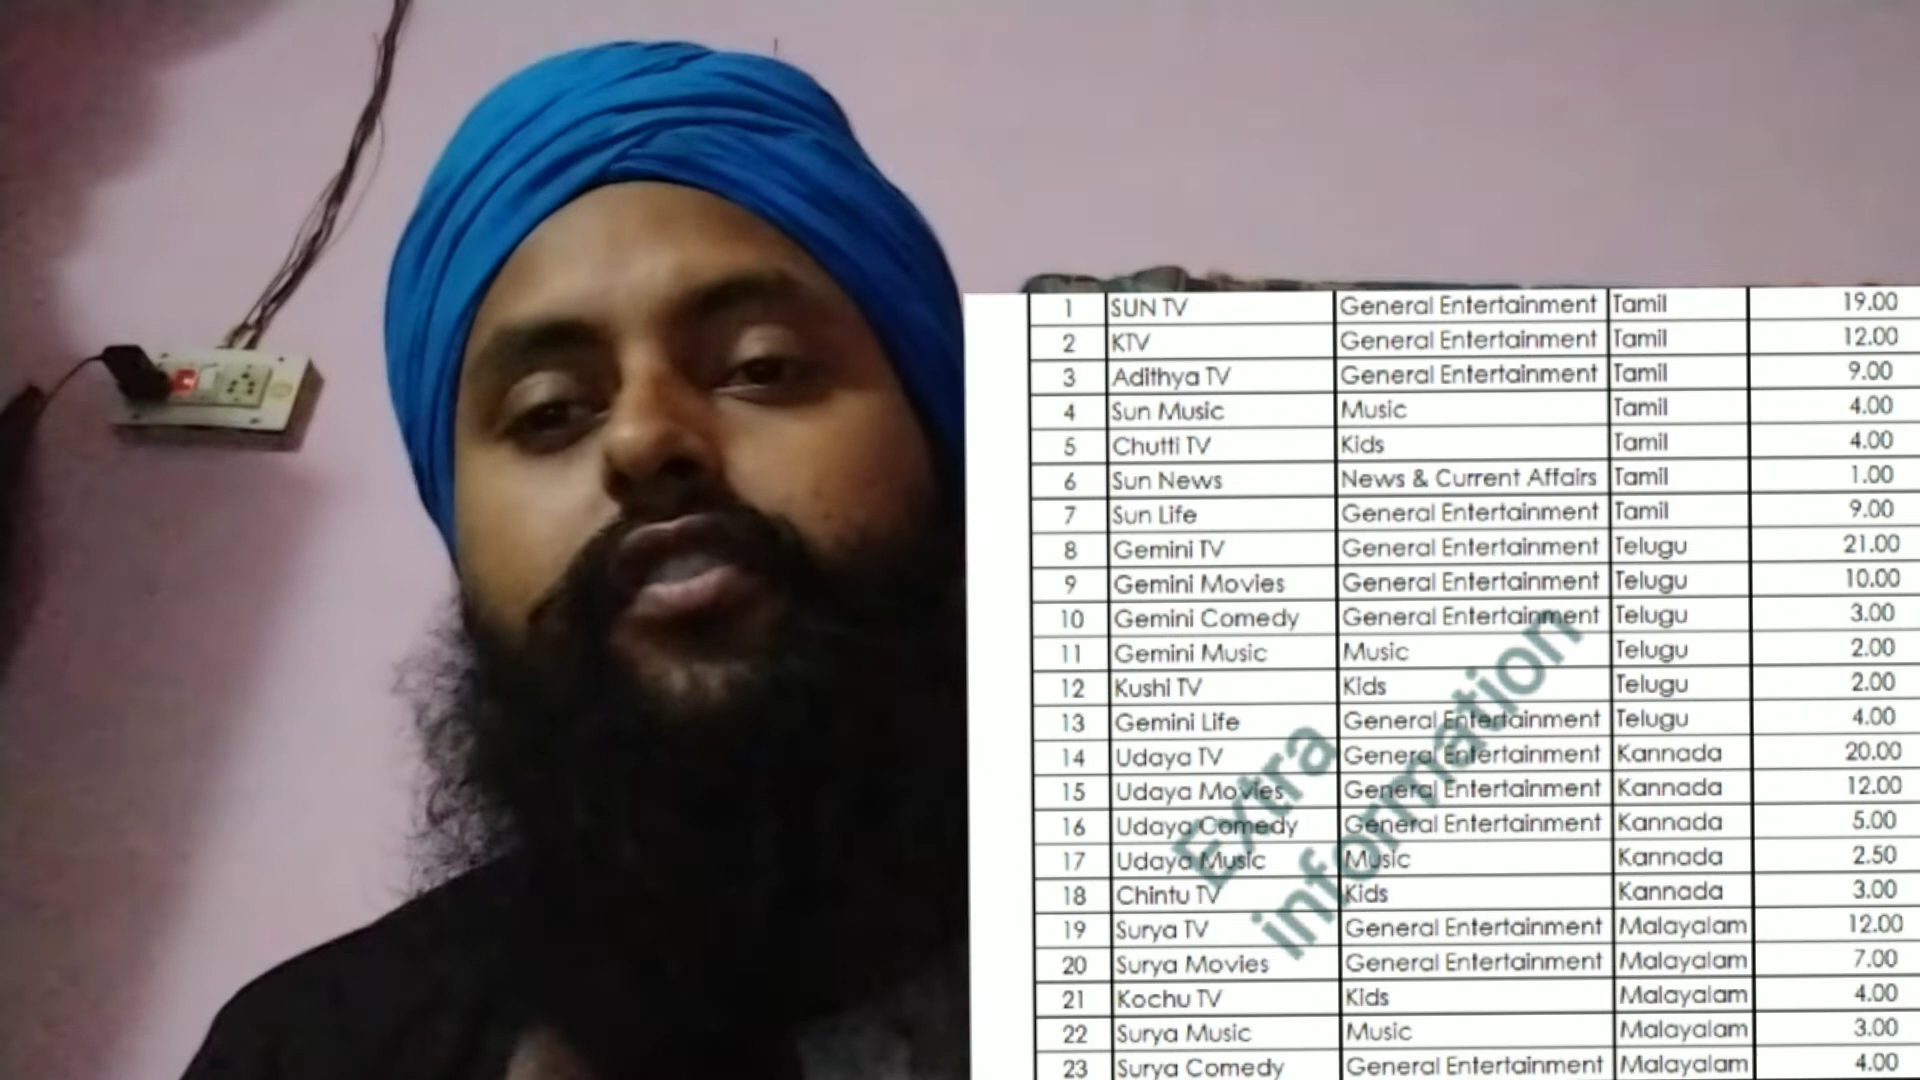 1 SUN TV General Entertainment Tamil 19.00
2 KTV General Entertainment Tamil 12.00
3 Adithya TV General Entertainment Tamil 9.00
4 Sun Music Music Tamil 4.00
5 Chutti TV Kids Tamil 4.00
6 Sun News News & Current Affairs Tamil 1.00
7 Sun Life General Entertainment Tamil 9.00
8 Gemini TV General Entertainment Telugu 21.00
9 Gemini Movies General Entertainment Telugu 10.00
10 Gemini Comedy General Entertainment Telugu 3.00
11 Gemini Music Music Telugu 2.00
12 Kushi TV Kids Telugu 2.00
13 Gemini Life General Entertainment Telugu 4.00
14 Udaya TV General Entertainment Kannada 20.00
15 Udaya Movies General Entertainment Kannada 12.00
16 Udaya Comedy General Entertainment Kannada 5.00
17 Udaya Music Music Kannada 2.50
18 Chintu TV Kids Kannada 3.00
19 Surya TV General Entertainment Malayalam 12.00
20 Surya Movies General Entertainment Malayalam 7.00
21 Kochu TV Kids Malayalam 4.00
22 Surya Music Music Malayalam 3.00
23 Surya Comedy General Entertainment Malayalam 4.00
Extra
information